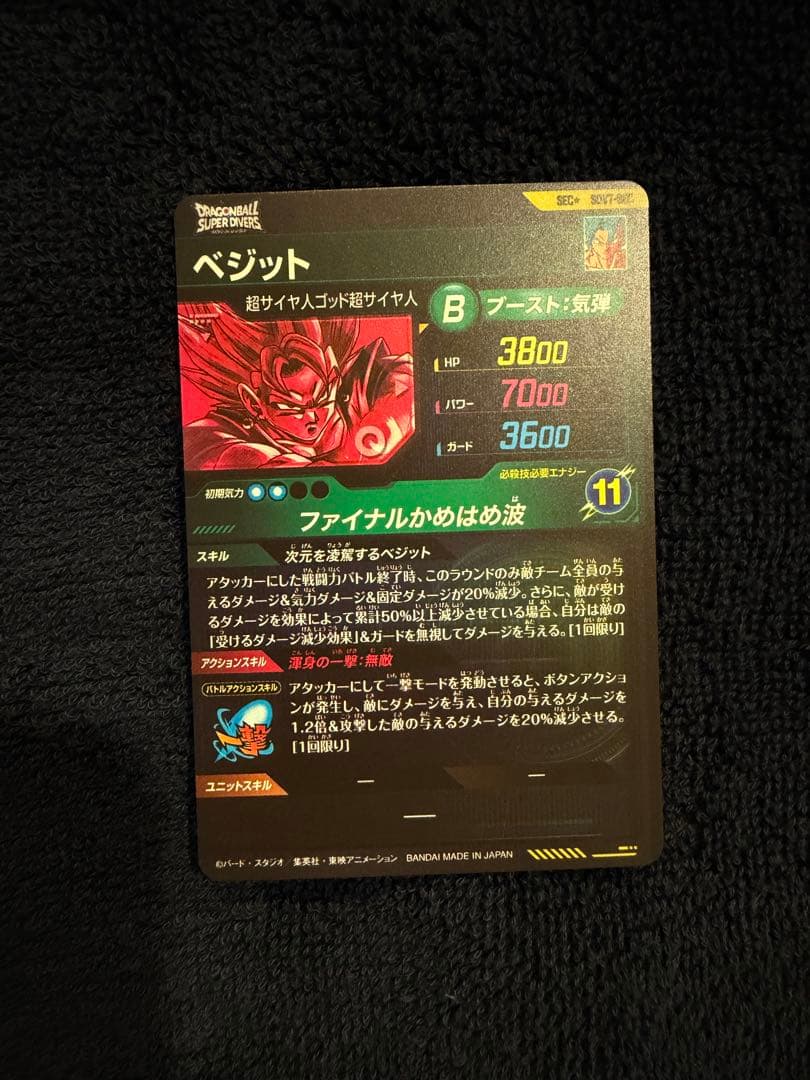 DRAGONBALL
SUPER DIVERS
SEC★
ベジット
超サイヤ人ゴッド超サイヤ人
B ブースト:気弾
HP 3800
パワー 7000
ガード 3600
初期気力
必殺技必要エナジー
11
ファイナルかめはめ波
スキル 次元を凌駕するベジット
アタッカーにした戦闘力バトル終了時、このラウンドのみ敵チーム全員の与
えるダメージ&気力ダメージ&固定ダメージが20%減少。さらに、敵が受け
るダメージを効果によって累計50%以上減少させている場合、自分は敵の
「受けるダメージ減少効果」&ガードを無視してダメージを与える。[1回限り]
アクションスキル 渾身の一撃:無敵
バトルアクションスキル
一撃
アタッカーにして一撃モードを発動させると、ボタンアクショ
ンが発生し、敵にダメージを与え、自分の与えるダメージを
1.2倍&攻撃した敵の与えるダメージを20%減少させる。
[1回限り]
ユニットスキル ー ー
ー
©バード・スタジオ/集英社・東映アニメーション BANDAI MADE IN JAPAN